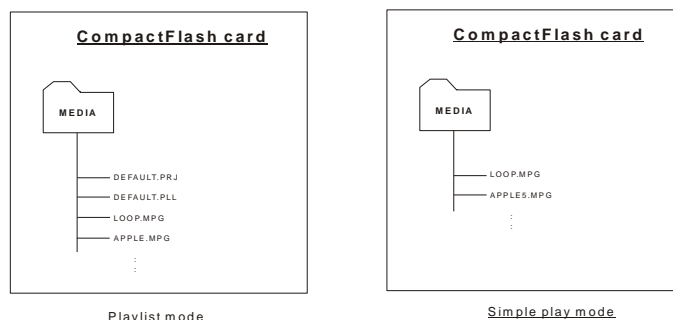 CompactFlash card
MEDIA
DEFAULT.PRJ
DEFAULT.PLL
LOOP.MPG
APPLE.MPG
:
:
Playlist mode
CompactFlash card
MEDIA
LOOP.MPG
APPLE5.MPG
:
:
Simple play mode